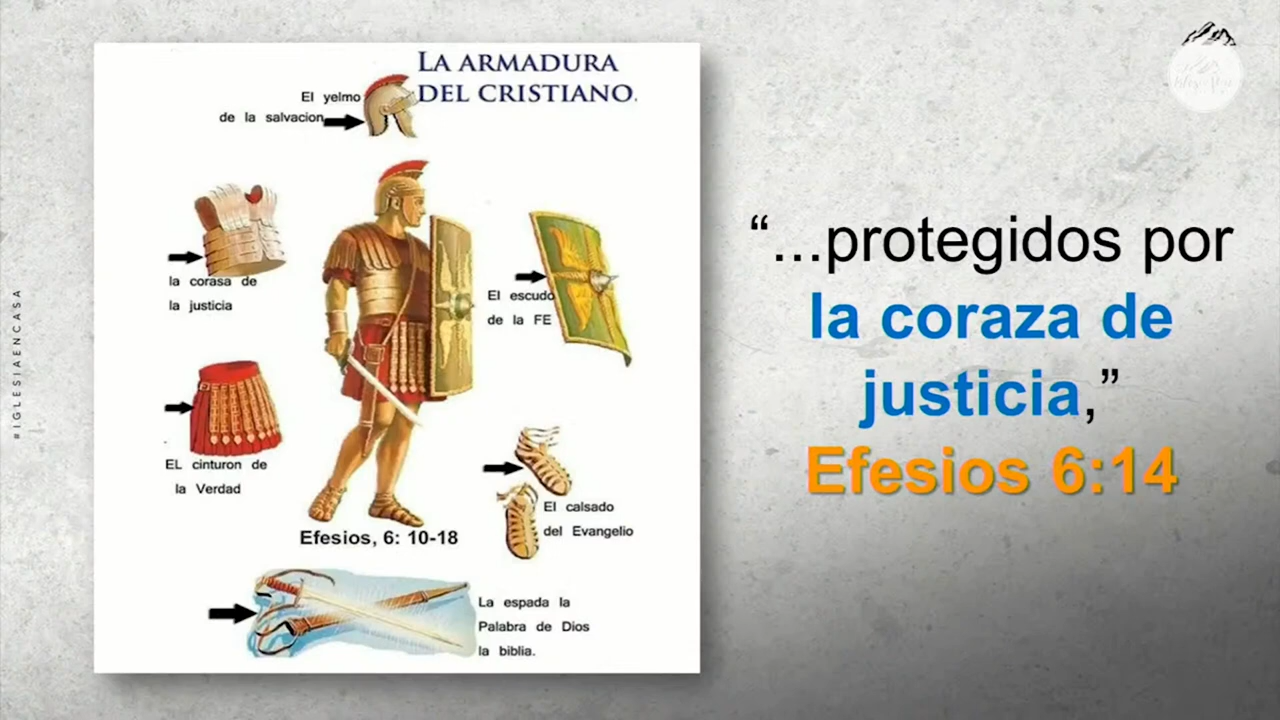 LA ARMADURA
DEL CRISTIANO.
El yelmo
de la salvacion
la corasa de
la justicia
El escudo
de la FE
EL cinturon de
la Verdad
El calsado
del Evangelio
Efesios, 6: 10-18
La espada la
Palabra de Dios
la biblia.
“...protegidos por
la coraza de
justicia,”
Efesios 6:14
#IGLESIAENCASA